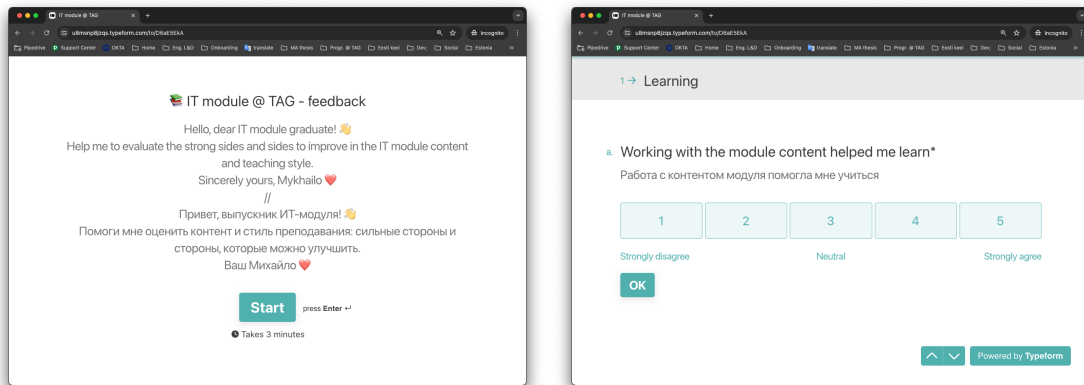 IT module @ TAG
u8msnp8jzqs.typeform.com/to/D6aE5EkA
Incognito
Pipedrive Support Center OKTA Home Eng. L&D Onboarding translate MA thesis Progr. @ TAG Eesti keel Dev; Social Estonia
IT module @ TAG - feedback
Hello, dear IT module graduate!
Help me to evaluate the strong sides and sides to improve in the IT module content
and teaching style.
Sincerely yours, Mykhailo
//
Привет, выпускник ИТ-модуля!
Помоги мне оценить контент и стиль преподавания: сильные стороны и
стороны, которые можно улучшить.
Ваш Михайло
Start press Enter ↵
Takes 3 minutes
IT module @ TAG
u8msnp8jzqs.typeform.com/to/D6aE5EkA
Incognito
Pipedrive Support Center OKTA Home Eng. L&D Onboarding translate MA thesis Progr. @ TAG Eesti keel Dev; Social Estonia
1→ Learning
a. Working with the module content helped me learn*
Работа с контентом модуля помогла мне учиться
1 2 3 4 5
Strongly disagree Neutral Strongly agree
OK
Powered by Typeform